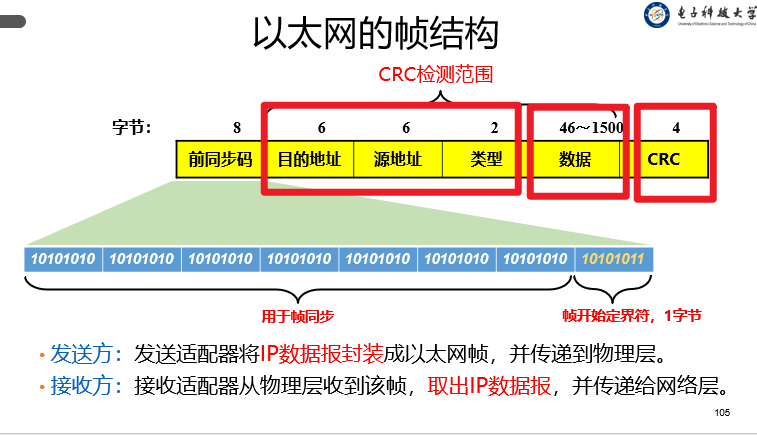 电子科技大学
University of Electronic Science and Technology of China
以太网的帧结构
CRC检测范围
字节： 8 6 6 2 46～1500 4
前同步码 目的地址 源地址 类型 数据 CRC
10101010 10101010 10101010 10101010 10101010 10101010 10101010 10101011
用于帧同步 帧开始定界符，1字节
• 发送方：发送适配器将IP数据报封装成以太网帧，并传递到物理层。
• 接收方：接收适配器从物理层收到该帧，取出IP数据报，并传递给网络层。
105